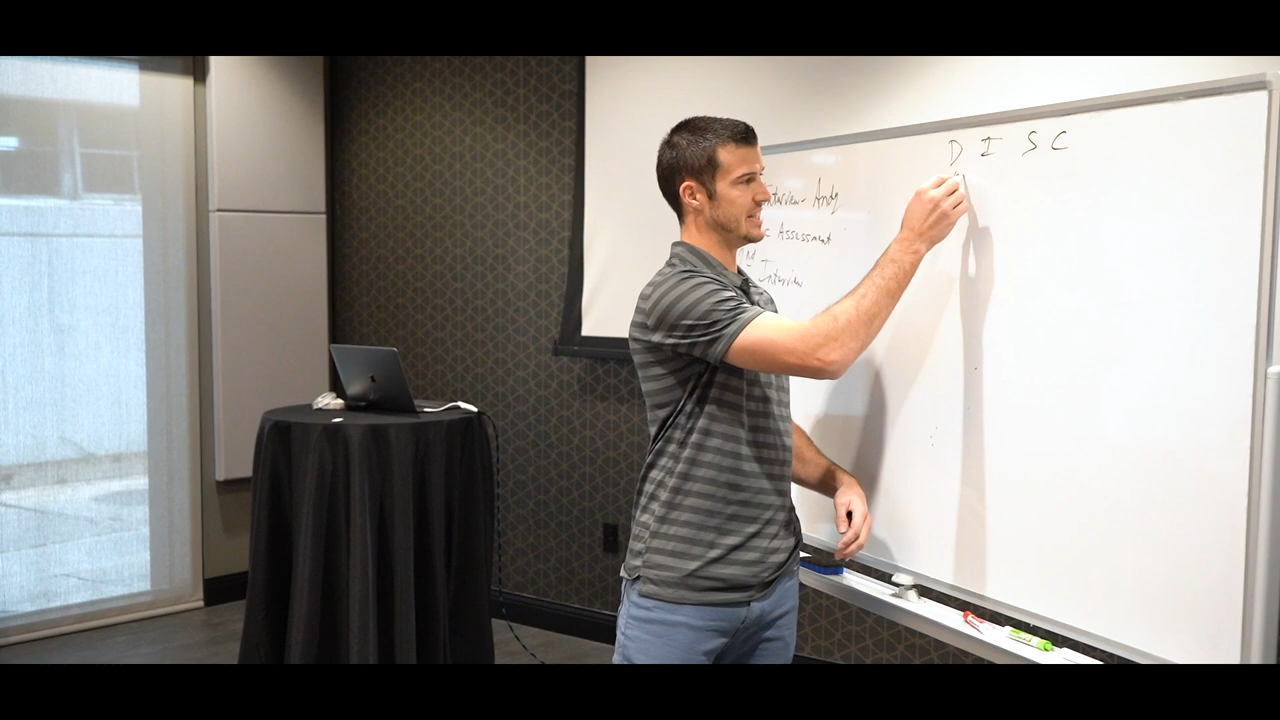 D I S C
Interview - Andy
Assessment
Interview